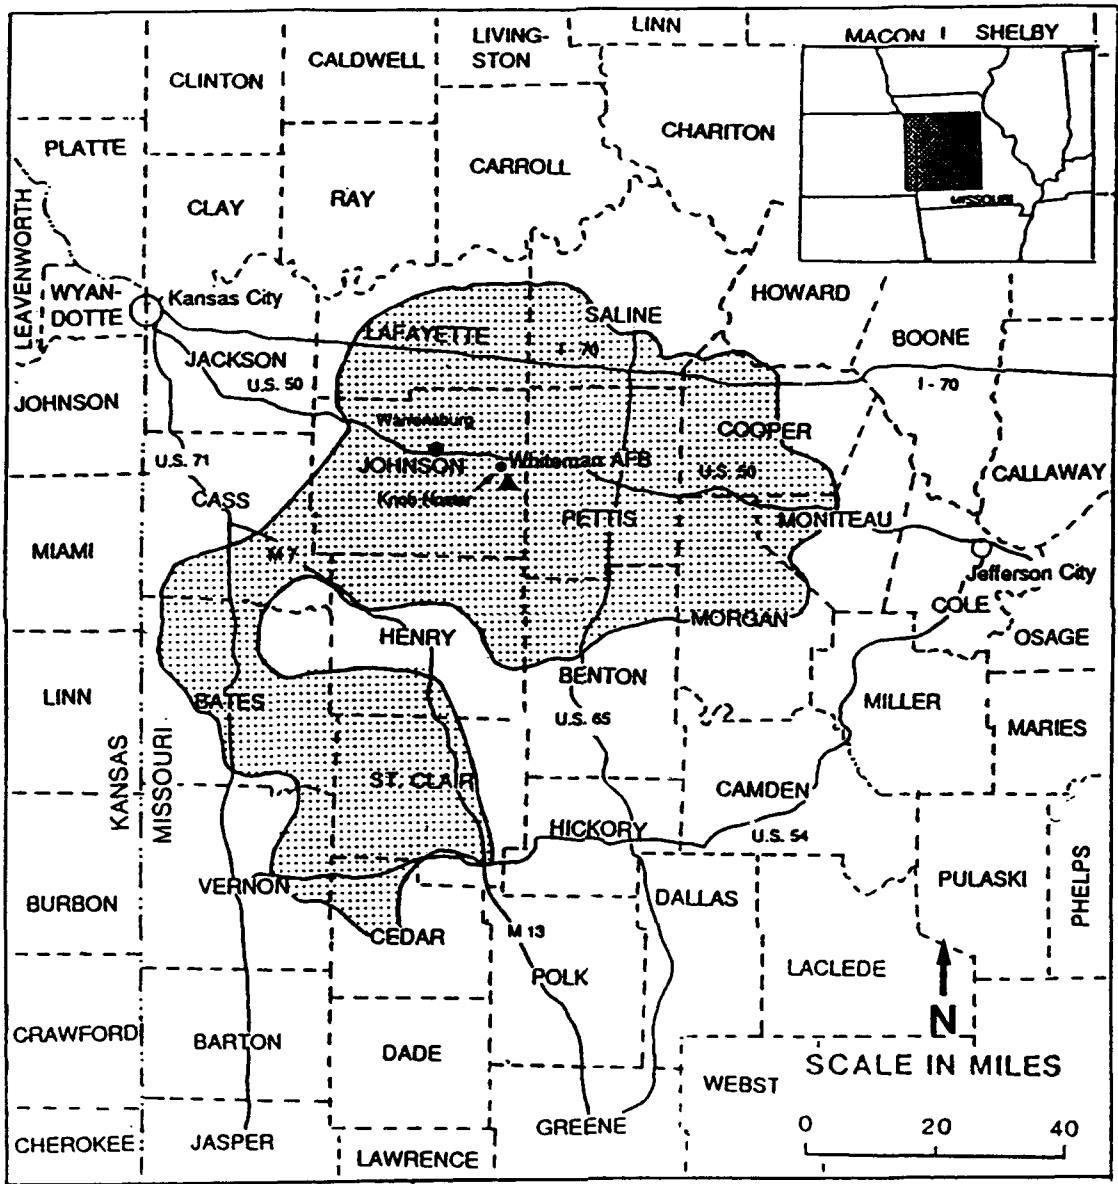 LINN
LIVING-
STON
MACON
SHELBY
CALDWELL
CLINTON
CHARITON
PLATTE
CARROLL
RAY
CLAY
MISSOURI
LEAVENWORTH
WYAN-
DOTTE
Kansas City
HOWARD
SALINE
LAFAYETTE
BOONE
I - 70
JACKSON
U.S. 50
I - 70
JOHNSON
Warrensburg
COOPER
U.S. 71
JOHNSON
Whiteman AFB
U.S. 50
CALLAWAY
CASS
Knob Noster
PETTIS
MONITEAU
MIAMI
M 7
Jefferson City
COLE
HENRY
MORGAN
OSAGE
BENTON
LINN
BATES
U.S. 65
MILLER
MARIES
KANSAS
MISSOURI
ST. CLAIR
CAMDEN
HICKORY
U.S. 54
VERNON
BURBON
DALLAS
PULASKI
PHELPS
CEDAR
M 13
POLK
LACLEDE
CRAWFORD
BARTON
DADE
N
SCALE IN MILES
WEBST
CHEROKEE
JASPER
GREENE
0 20 40
LAWRENCE